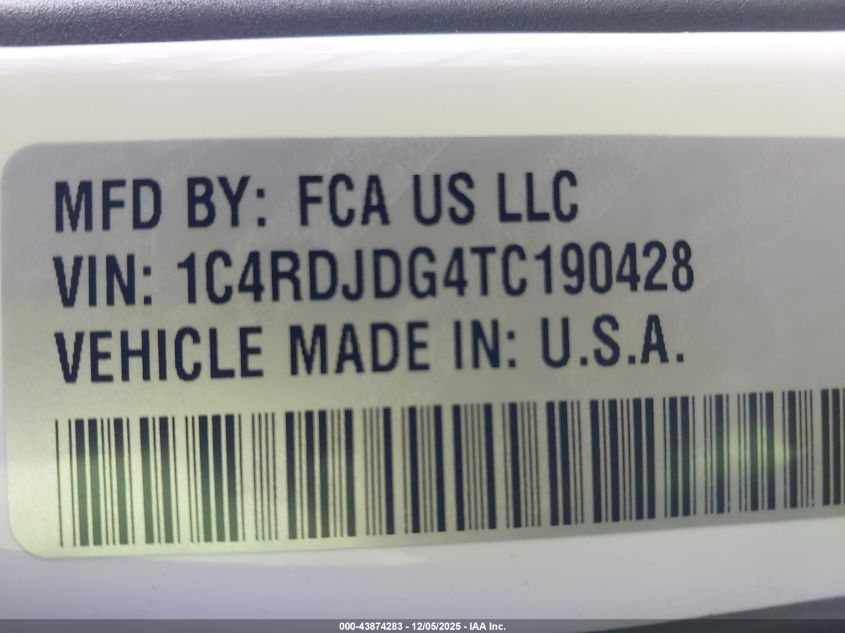 MFD BY: FCA US LLC
VIN: 1C4RDJDG4TC190428
VEHICLE MADE IN: U.S.A.
000-43874283 - 12/05/2025 - IAA Inc.